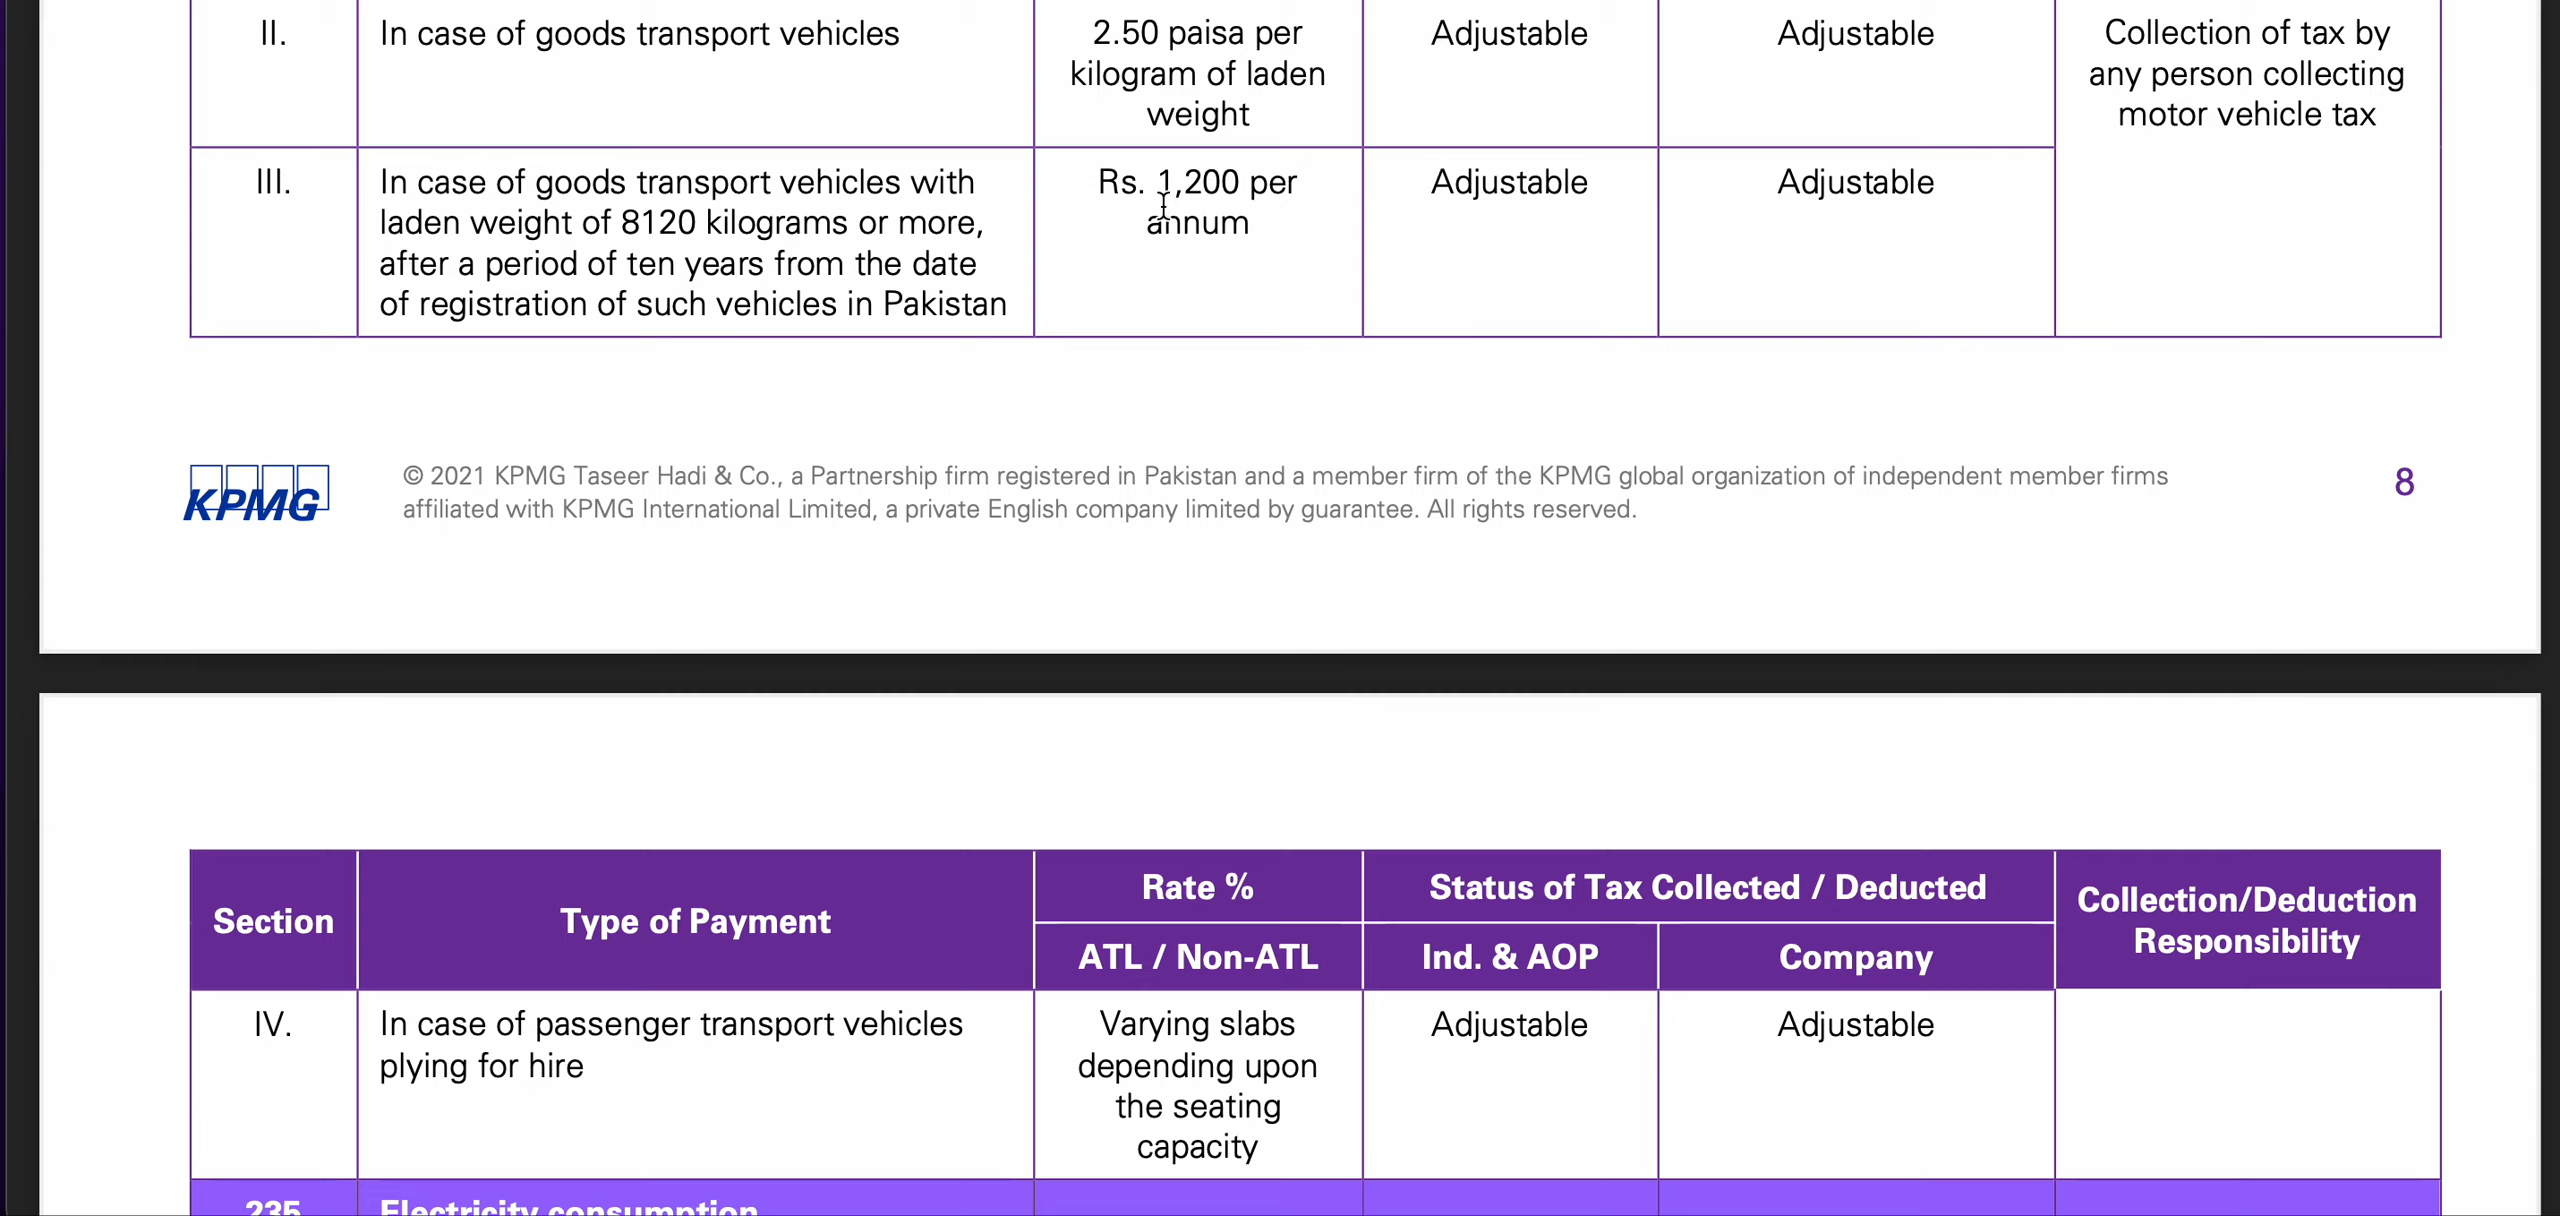 II.
In case of goods transport vehicles
2.50 paisa per
kilogram of laden
weight
Adjustable
Adjustable
Collection of tax by
any person collecting
motor vehicle tax
III.
In case of goods transport vehicles with
laden weight of 8120 kilograms or more,
after a period of ten years from the date
of registration of such vehicles in Pakistan
Rs. 1,200 per
annum
Adjustable
Adjustable
KPMG
© 2021 KPMG Taseer Hadi & Co., a Partnership firm registered in Pakistan and a member firm of the KPMG global organization of independent member firms
affiliated with KPMG International Limited, a private English company limited by guarantee. All rights reserved.
8
Section
Type of Payment
Rate %
ATL / Non-ATL
Status of Tax Collected / Deducted
Ind. & AOP
Company
Collection/Deduction
Responsibility
IV.
In case of passenger transport vehicles
plying for hire
Varying slabs
depending upon
the seating
capacity
Adjustable
Adjustable
235
Electricity consumption